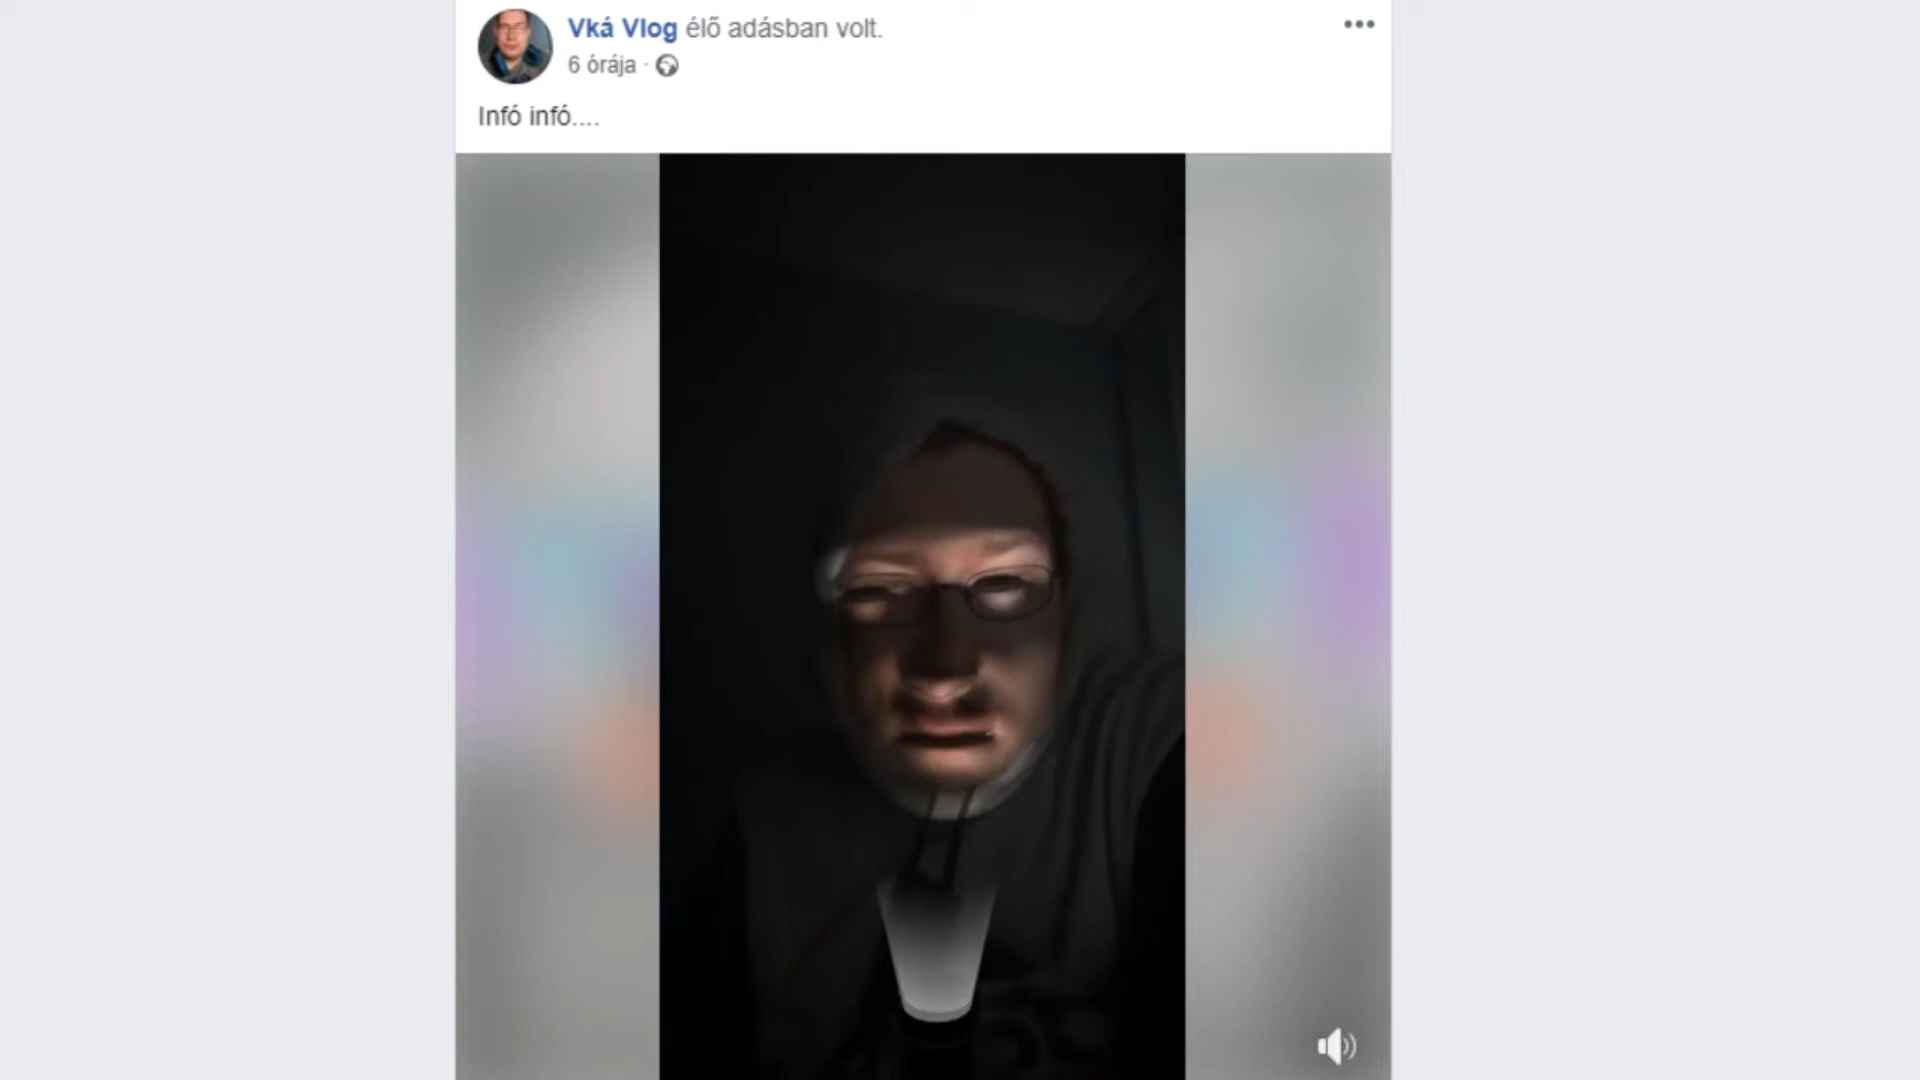 Vká Vlog élő adásban volt.
6 órája ·
Infó infó....